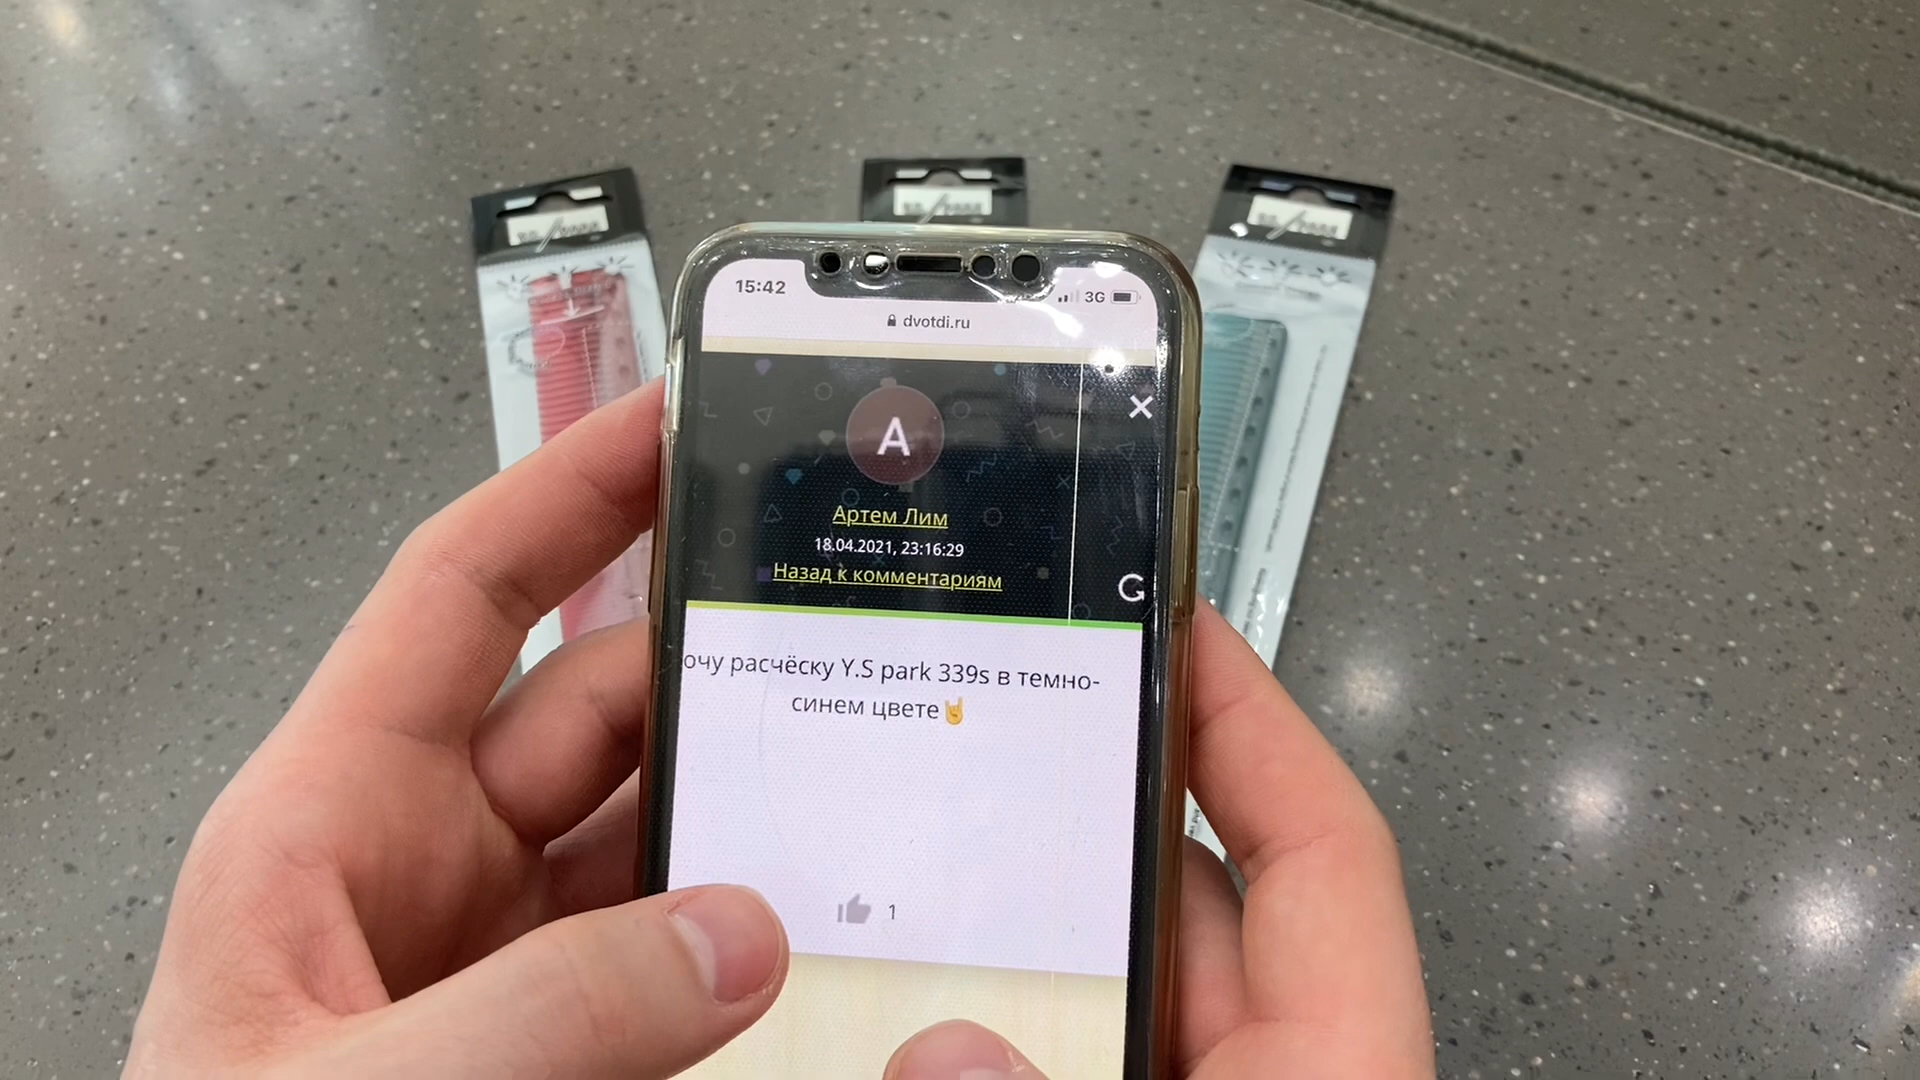 15:42
3G
dvotdi.ru
A
Артем Лим
18.04.2021, 23:16:29
Назад к комментариям
очу расчёску Y.S park 339s в темно-
синем цвете🤘
1